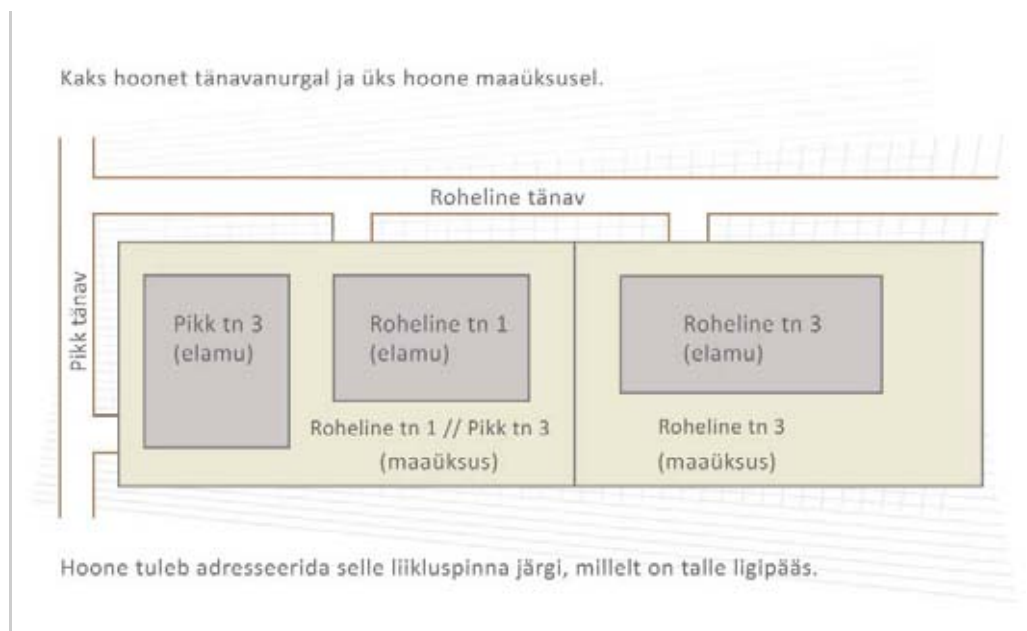 Kaks hoonet tänavanurgal ja üks hoone maaüksusel.
Roheline tänav
Pikk tänav
Pikk tn 3
(elamu)
Roheline tn 1
(elamu)
Roheline tn 3
(elamu)
Roheline tn 1 // Pikk tn 3
(maaüksus)
Roheline tn 3
(maaüksus)
Hoone tuleb adresseerida selle liikluspinna järgi, millelt on talle ligipääs.